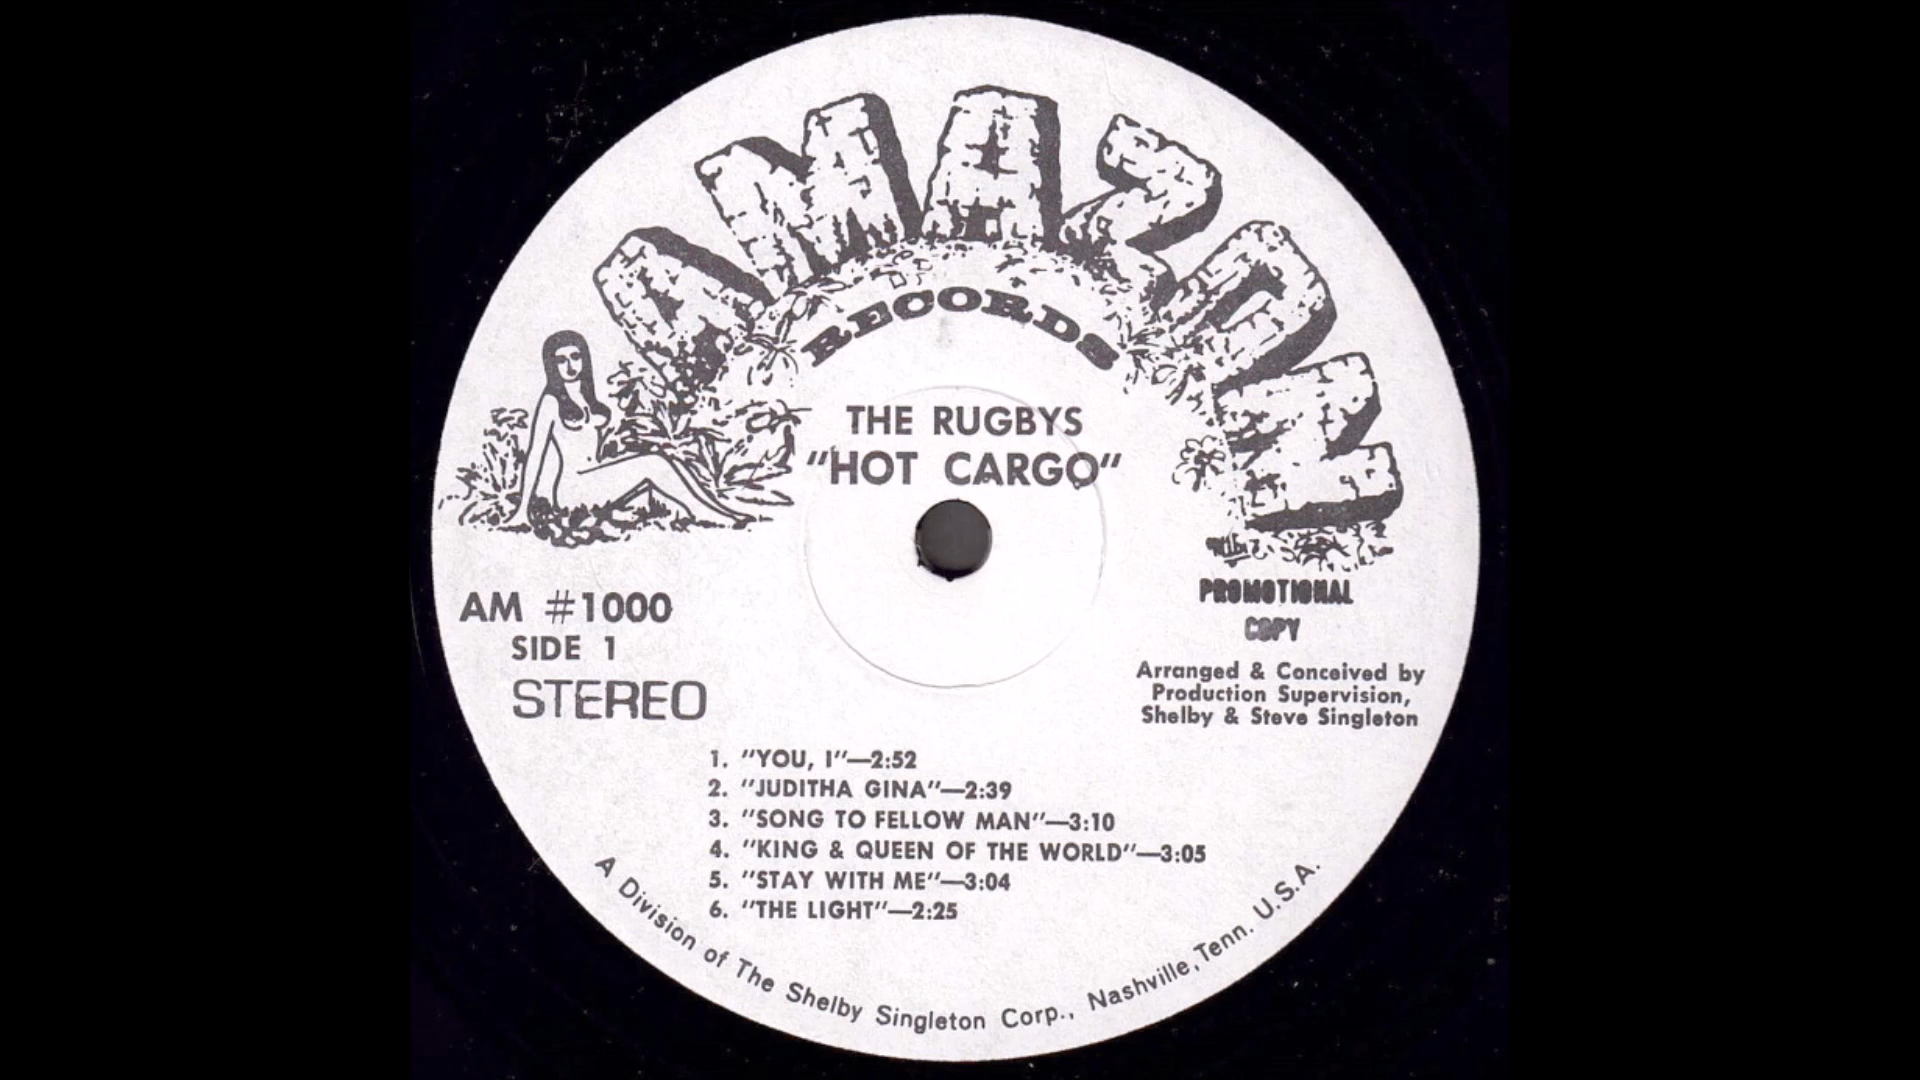 AMAZON
RECORDS
THE RUGBYS
"HOT CARGO"
AM #1000
SIDE 1
STEREO
PROMOTIONAL
COPY
Arranged & Conceived by
Production Supervision,
Shelby & Steve Singleton
1. "YOU, I"—2:52
2. "JUDITHA GINA"—2:39
3. "SONG TO FELLOW MAN"—3:10
4. "KING & QUEEN OF THE WORLD"—3:05
5. "STAY WITH ME"—3:04
6. "THE LIGHT"—2:25
A Division of The Shelby Singleton Corp., Nashville, Tenn. U.S.A.